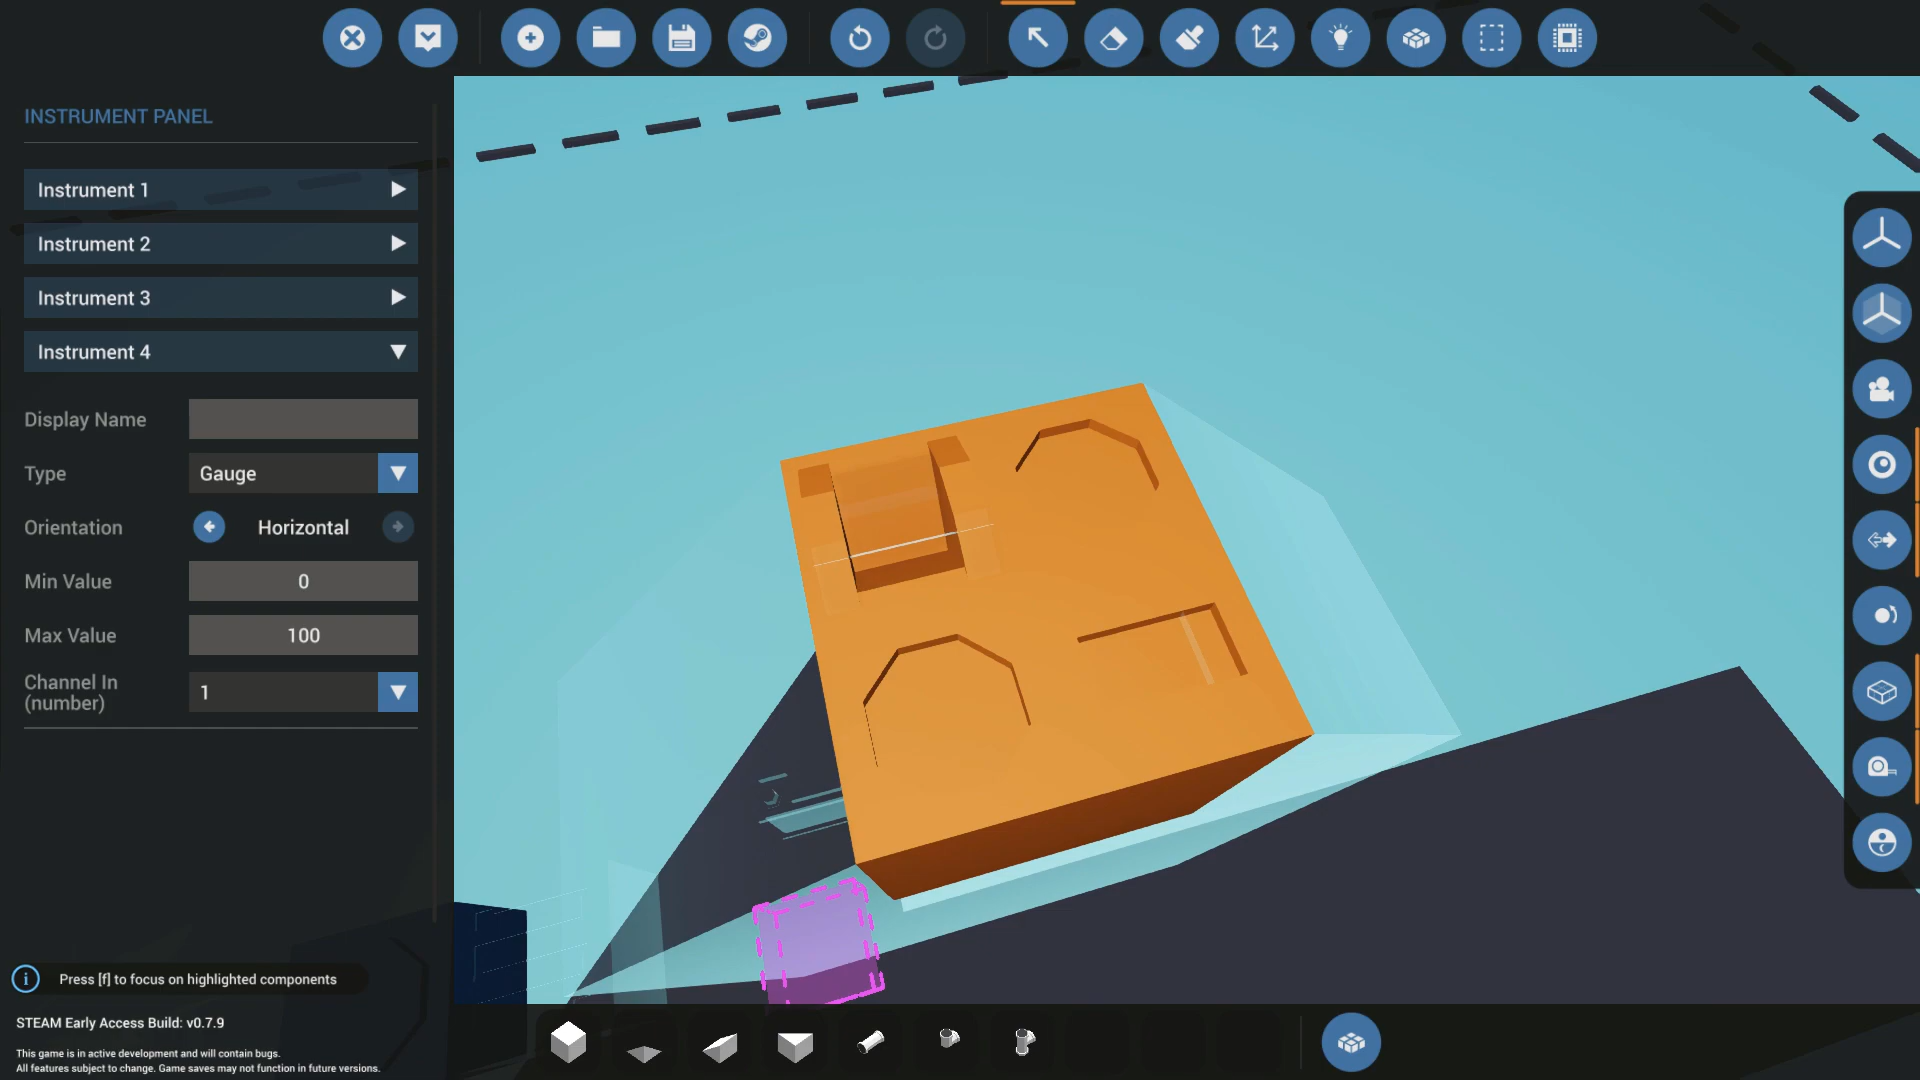 INSTRUMENT PANEL
Instrument 1
Instrument 2
Instrument 3
Instrument 4
Display Name
Type
Gauge
Orientation
Horizontal
Min Value
0
Max Value
100
Channel In
(number)
1
Press [f] to focus on highlighted components
STEAM Early Access Build: v0.7.9
This game is in active development and will contain bugs.
All features subject to change. Game saves may not function in future versions.